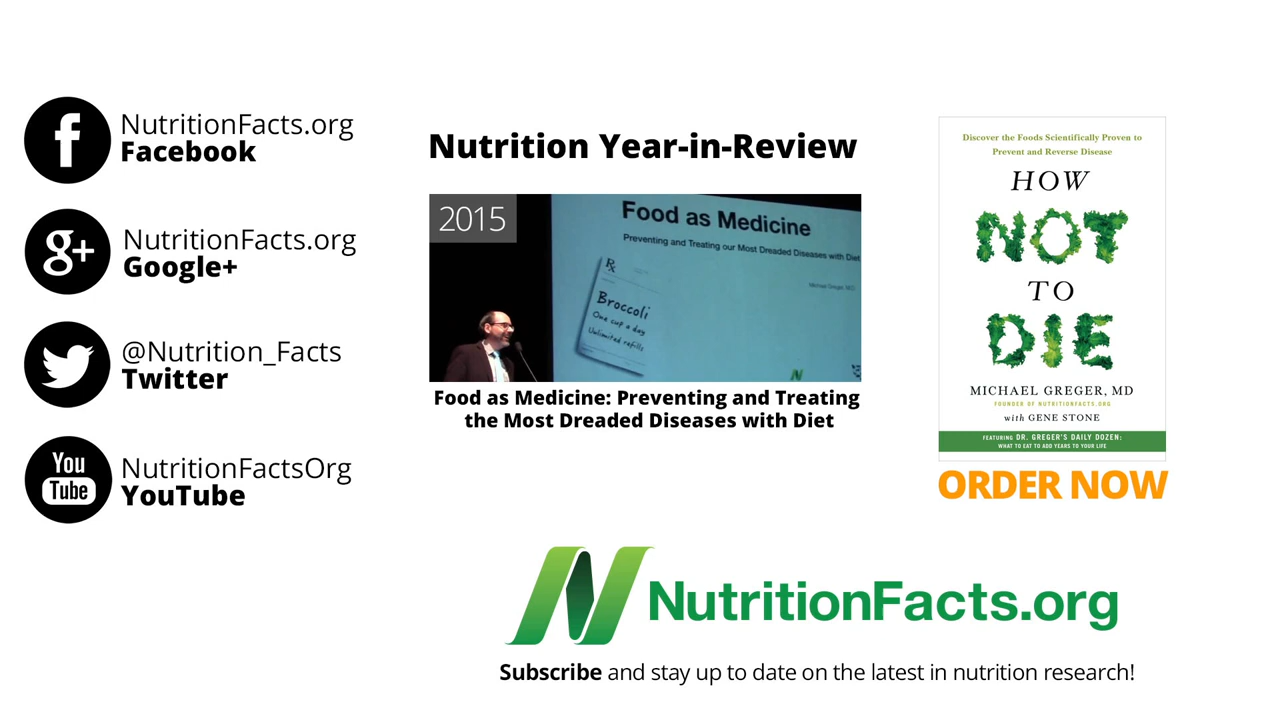 NutritionFacts.org
Facebook
NutritionFacts.org
Google+
@Nutrition_Facts
Twitter
You
Tube
NutritionFactsOrg
YouTube
Nutrition Year-in-Review
2015
Food as Medicine
Preventing and Treating our Most Dreaded Diseases with Diet
Michael Greger, MD
Rx
Broccoli
One cup a day
Unlimited refills
Food as Medicine: Preventing and Treating
the Most Dreaded Diseases with Diet
Discover the Foods Scientifically Proven to
Prevent and Reverse Disease
HOW
NOT
TO
DIE
MICHAEL GREGER, MD
FOUNDER OF NUTRITIONFACTS.ORG
with GENE STONE
FEATURING DR. GREGER'S DAILY DOZEN:
WHAT TO EAT TO ADD YEARS TO YOUR LIFE
ORDER NOW
NutritionFacts.org
Subscribe and stay up to date on the latest in nutrition research!